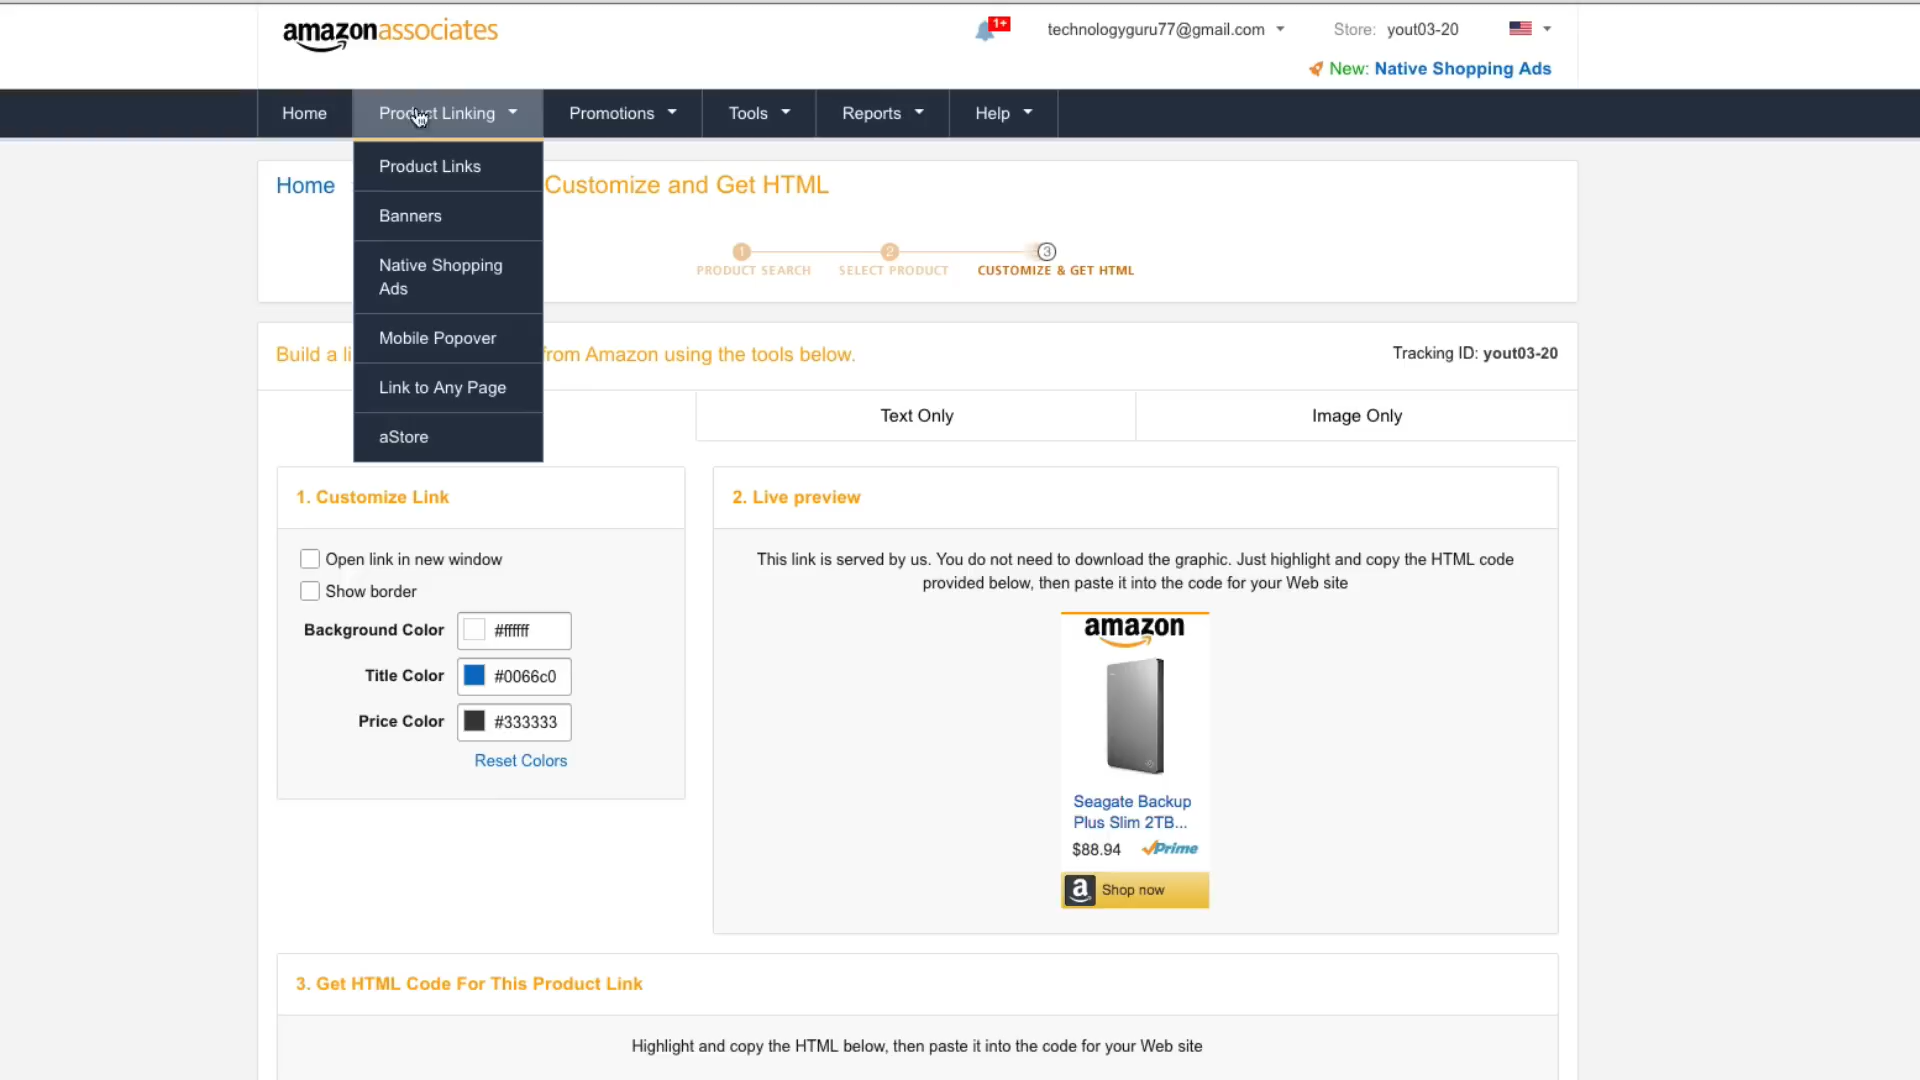 amazonassociates
1+
technologyguru77@gmail.com
Store: yout03-20
New: Native Shopping Ads
Home
Product Linking
Promotions
Tools
Reports
Help
Product Links
Banners
Native Shopping
Ads
Mobile Popover
Link to Any Page
aStore
Home
Customize and Get HTML
1
2
3
PRODUCT SEARCH
SELECT PRODUCT
CUSTOMIZE & GET HTML
Build a li
from Amazon using the tools below.
Tracking ID: yout03-20
Text Only
Image Only
1. Customize Link
Open link in new window
Show border
Background Color
#ffffff
Title Color
#0066c0
Price Color
#333333
Reset Colors
2. Live preview
This link is served by us. You do not need to download the graphic. Just highlight and copy the HTML code
provided below, then paste it into the code for your Web site
amazon
Seagate Backup
Plus Slim 2TB...
$88.94 Prime
a Shop now
3. Get HTML Code For This Product Link
Highlight and copy the HTML below, then paste it into the code for your Web site